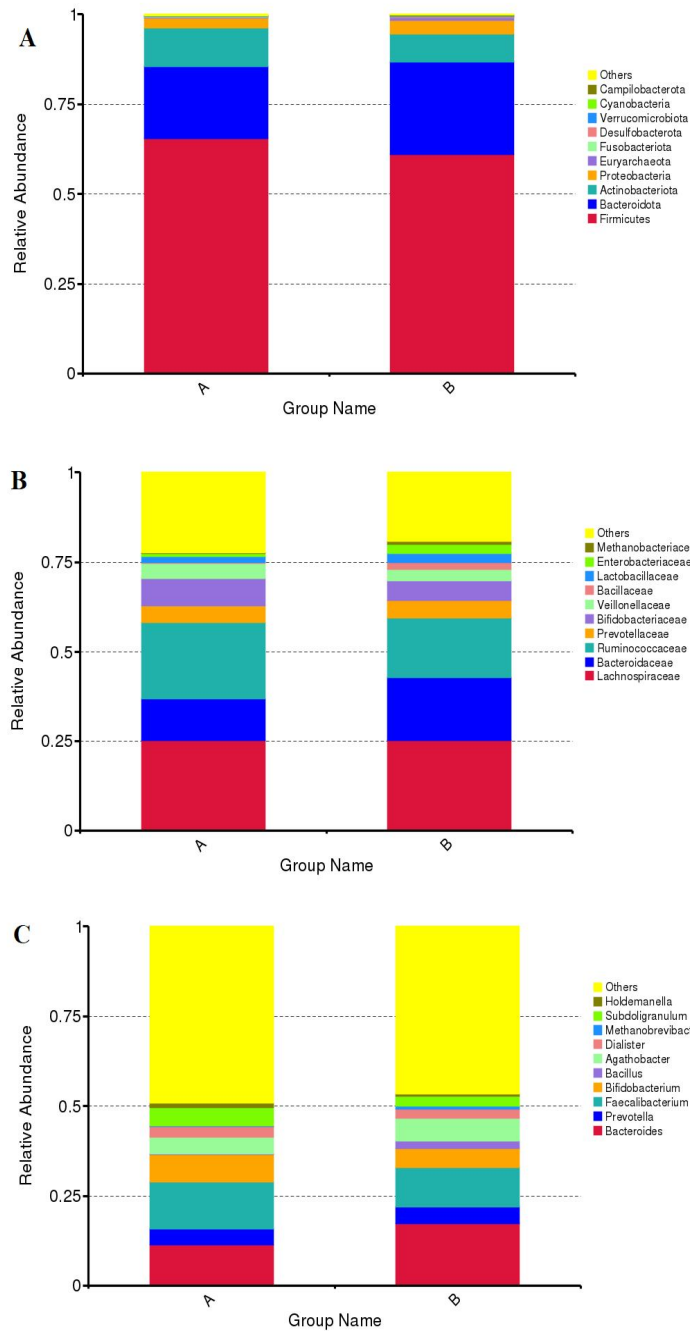 A
1
0.75
0.5
0.25
0
Relative Abundance
A
B
Group Name
Others
Campilobacterota
Cyanobacteria
Verrucomicrobiota
Desulfobacterota
Fusobacteriota
Euryarchaeota
Proteobacteria
Actinobacteriota
Bacteroidota
Firmicutes
B
1
0.75
0.5
0.25
0
Relative Abundance
A
B
Group Name
Others
Methanobacteriace
Enterobacteriaceae
Lactobacillaceae
Bacillaceae
Veillonellaceae
Bifidobacteriaceae
Prevotellaceae
Ruminococcaceae
Bacteroidaceae
Lachnospiraceae
C
1
0.75
0.5
0.25
0
Relative Abundance
A
B
Group Name
Others
Holdemanella
Subdoligranulum
Methanobrevibact
Dialister
Agathobacter
Bacillus
Bifidobacterium
Faecalibacterium
Prevotella
Bacteroides